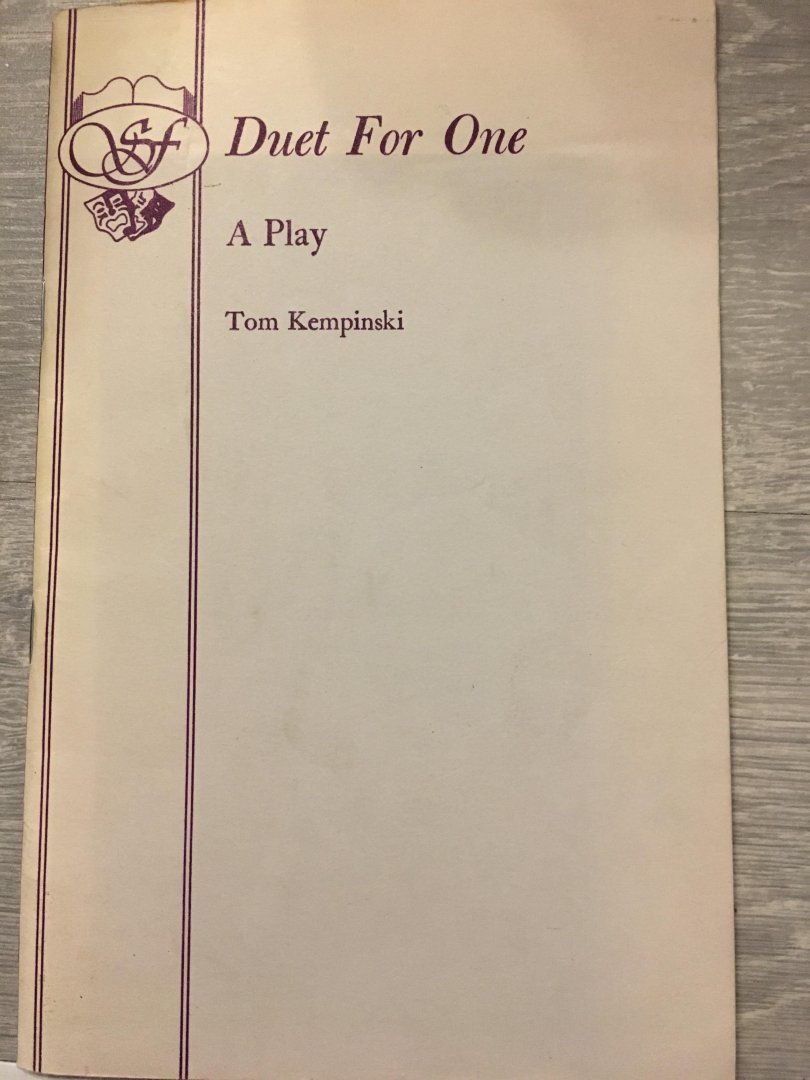 Sf
Duet For One
A Play
Tom Kempinski